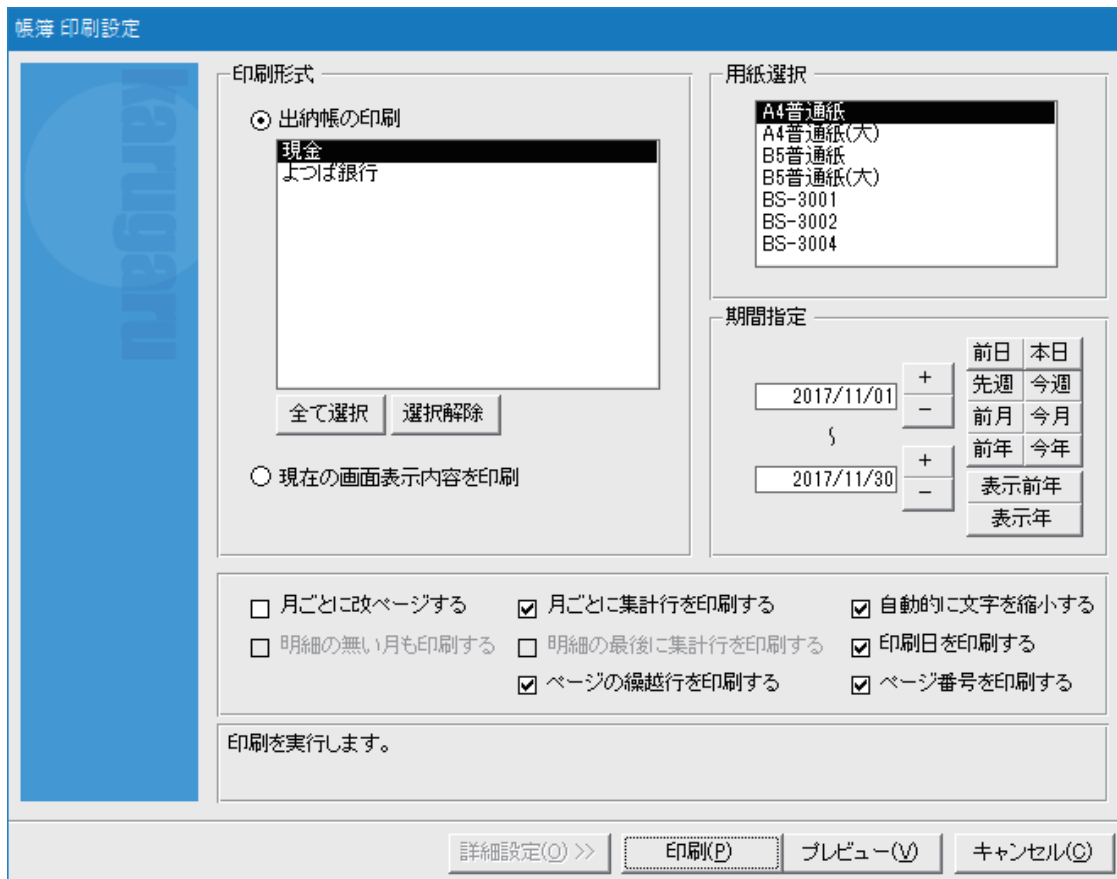 帳簿 印刷設定
karugaru
印刷形式
出納帳の印刷
現金
よつば銀行
全て選択 選択解除
現在の画面表示内容を印刷
用紙選択
A4普通紙
A4普通紙(大)
B5普通紙
B5普通紙(大)
BS-3001
BS-3002
BS-3004
期間指定
2017/11/01
+
−
〜
2017/11/30
+
−
前日 本日
先週 今週
前月 今月
前年 今年
表示前年
表示年
月ごとに改ページする 月ごとに集計行を印刷する 自動的に文字を縮小する
明細の無い月も印刷する 明細の最後に集計行を印刷する 印刷日を印刷する
ページの繰越行を印刷する ページ番号を印刷する
印刷を実行します。
詳細設定(O) >> 印刷(P) プレビュー(V) キャンセル(C)